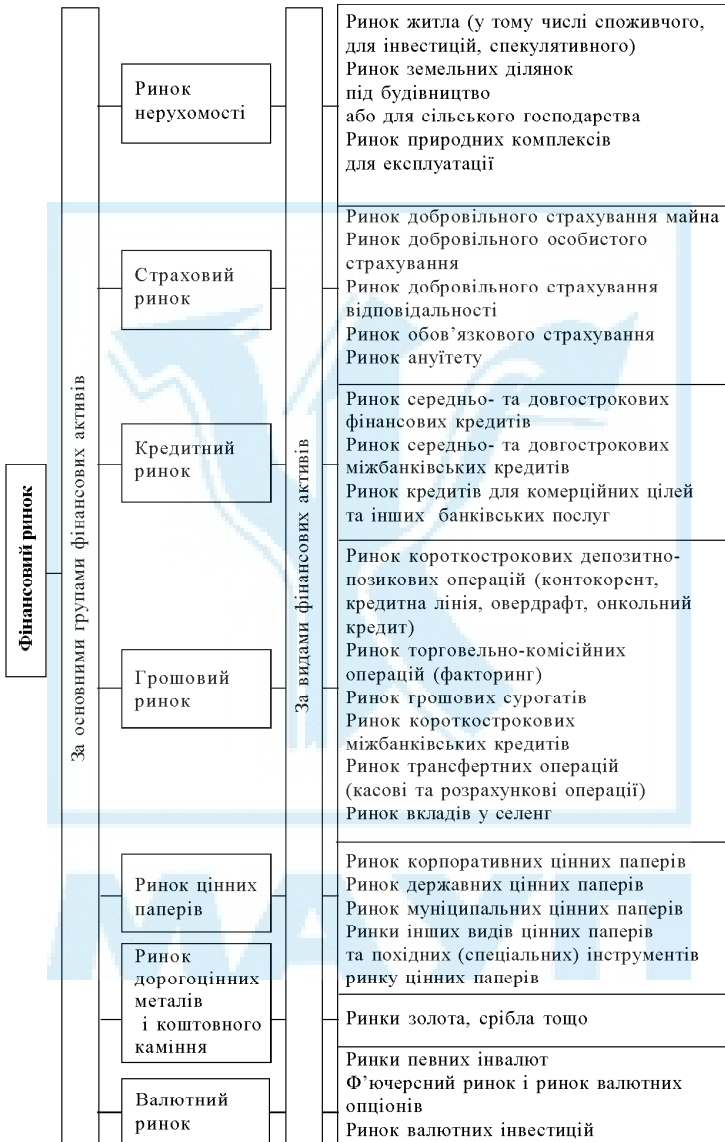 Фінансовий ринок
За основними групами фінансових активів
За видами фінансових активів
Ринок
нерухомості
Ринок житла (у тому числі споживчого,
для інвестицій, спекулятивного)
Ринок земельних ділянок
під будівництво
або для сільського господарства
Ринок природних комплексів
для експлуатації
Страховий
ринок
Ринок добровільного страхування майна
Ринок добровільного особистого
страхування
Ринок добровільного страхування
відповідальності
Ринок обов’язкового страхування
Ринок ануїтету
Кредитний
ринок
Ринок середньо- та довгострокових
фінансових кредитів
Ринок середньо- та довгострокових
міжбанківських кредитів
Ринок кредитів для комерційних цілей
та інших банківських послуг
Грошовий
ринок
Ринок короткострокових депозитно-
позикових операцій (контокорент,
кредитна лінія, овердрафт, онкольний
кредит)
Ринок торговельно-комісійних
операцій (факторинг)
Ринок грошових сурогатів
Ринок короткострокових
міжбанківських кредитів
Ринок трансфертних операцій
(касові та розрахункові операції)
Ринок вкладів у селенг
Ринок цінних
паперів
Ринок корпоративних цінних паперів
Ринок державних цінних паперів
Ринок муніципальних цінних паперів
Ринки інших видів цінних паперів
та похідних (спеціальних) інструментів
ринку цінних паперів
Ринок
дорогоцінних
металів
і коштовного
каміння
Ринки золота, срібла тощо
Валютний
ринок
Ринки певних інвалют
Ф’ючерсний ринок і ринок валютних
опціонів
Ринок валютних інвестицій
МАУП